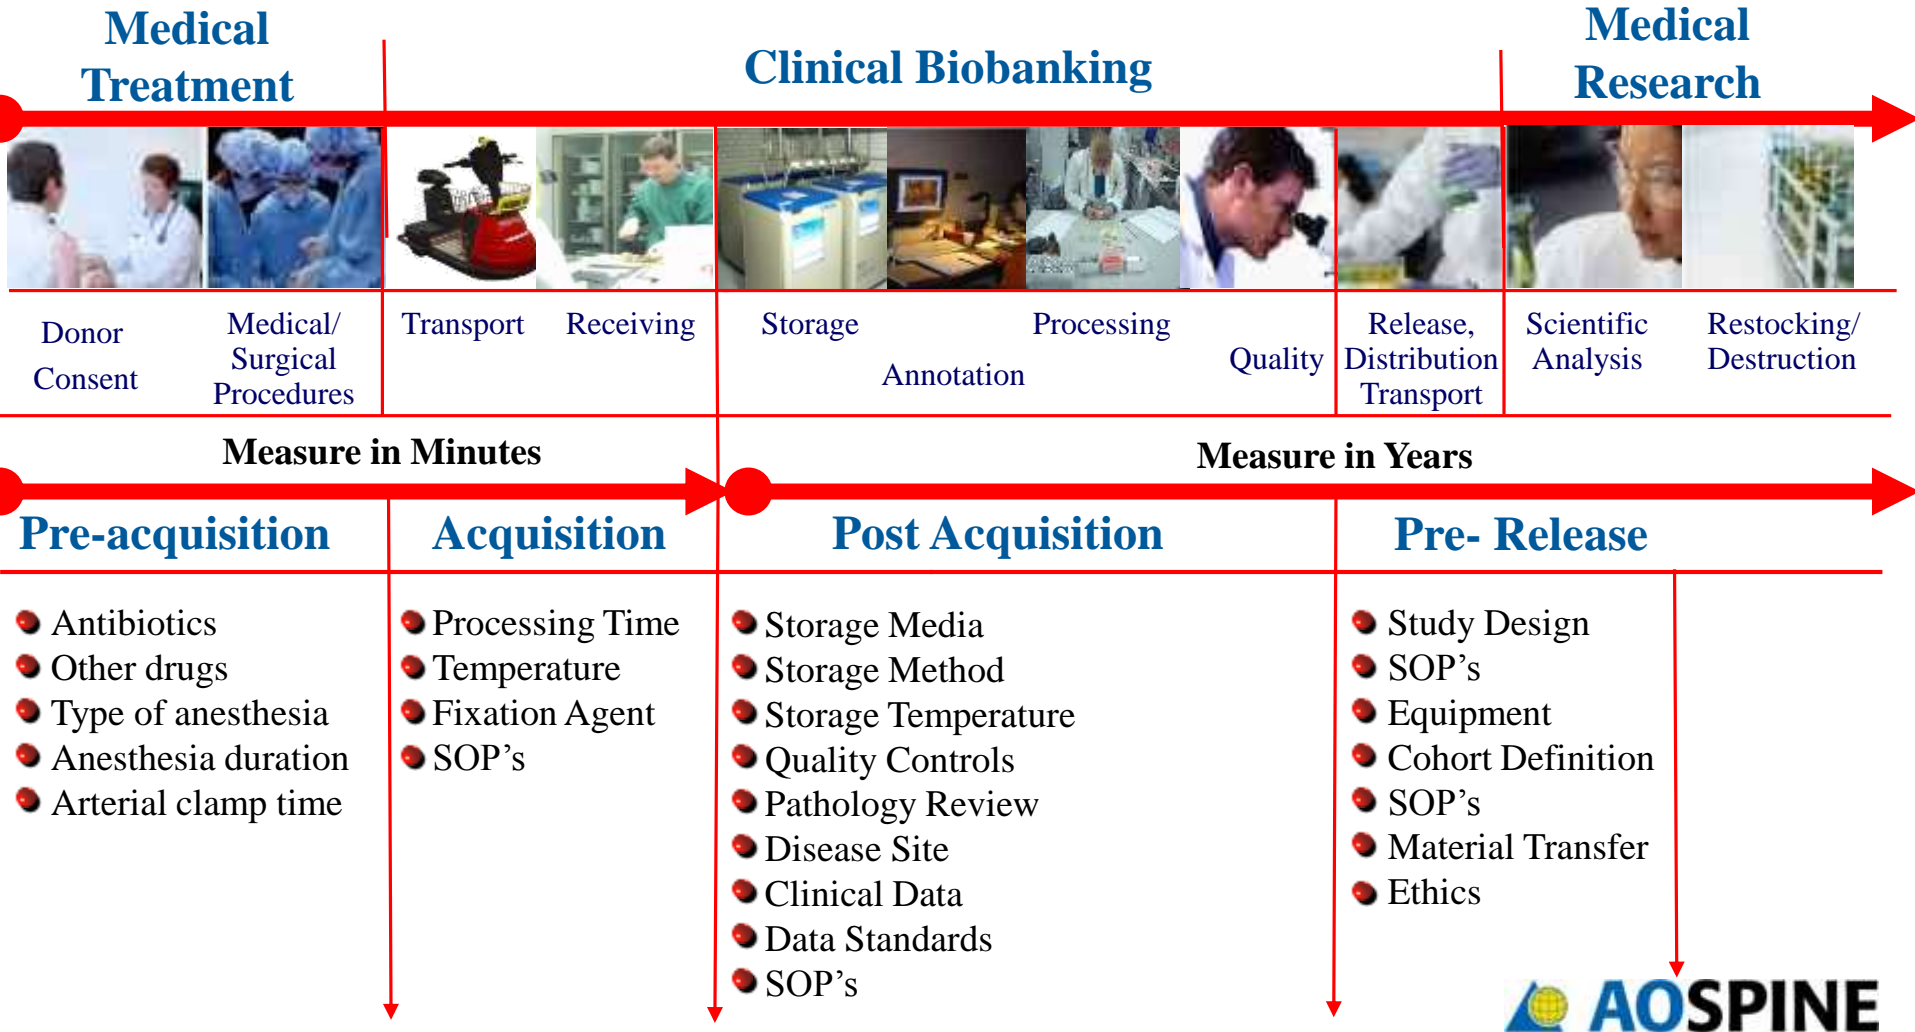 Medical
Treatment
Clinical Biobanking
Medical
Research
Donor
Consent
Medical/
Surgical
Procedures
Transport
Receiving
Storage
Annotation
Processing
Quality
Release,
Distribution
Transport
Scientific
Analysis
Restocking/
Destruction
Measure in Minutes
Measure in Years
Pre-acquisition
Acquisition
Post Acquisition
Pre- Release
Antibiotics
Other drugs
Type of anesthesia
Anesthesia duration
Arterial clamp time
Processing Time
Temperature
Fixation Agent
SOP’s
Storage Media
Storage Method
Storage Temperature
Quality Controls
Pathology Review
Disease Site
Clinical Data
Data Standards
SOP’s
Study Design
SOP’s
Equipment
Cohort Definition
SOP’s
Material Transfer
Ethics
AOSPINE